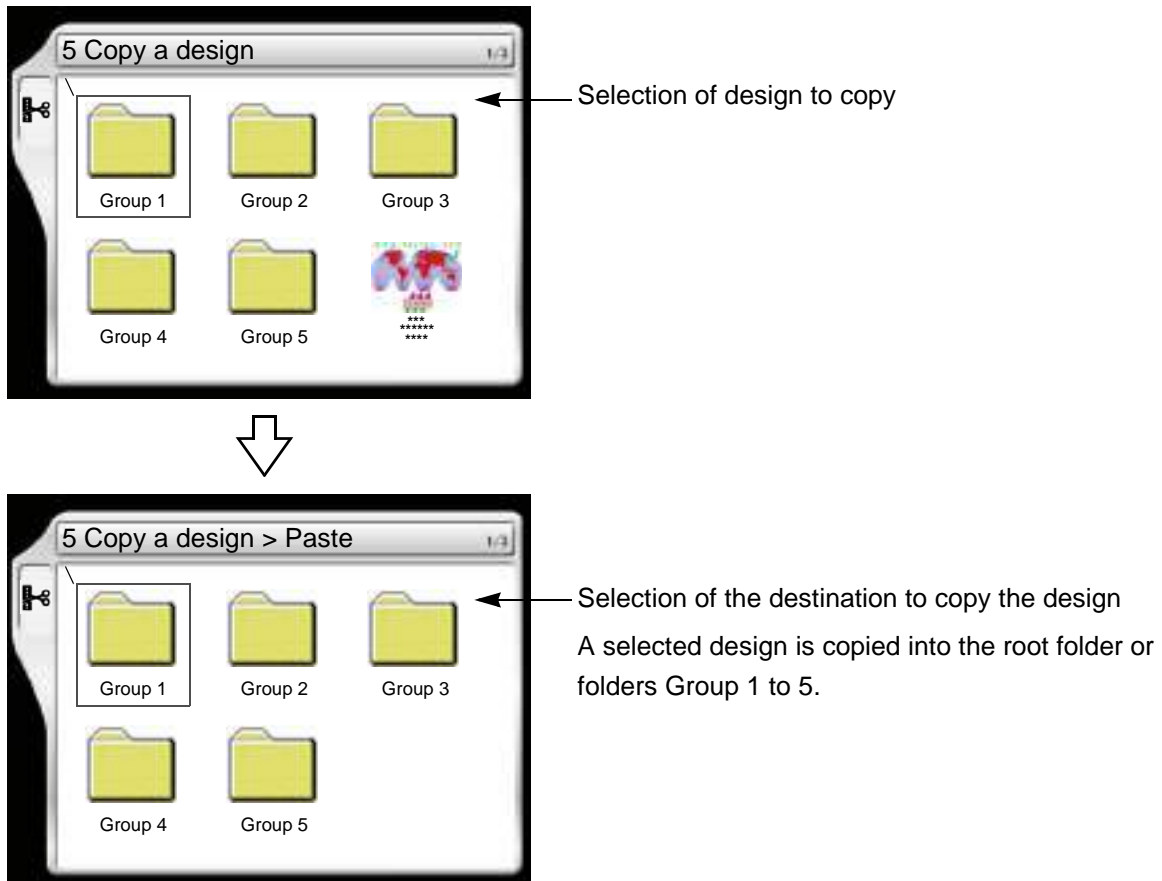 5 Copy a design
1/3
Selection of design to copy
Group 1 Group 2 Group 3
Group 4 Group 5
***
******
****
5 Copy a design > Paste
1/3
Selection of the destination to copy the design
A selected design is copied into the root folder or
folders Group 1 to 5.
Group 1 Group 2 Group 3
Group 4 Group 5